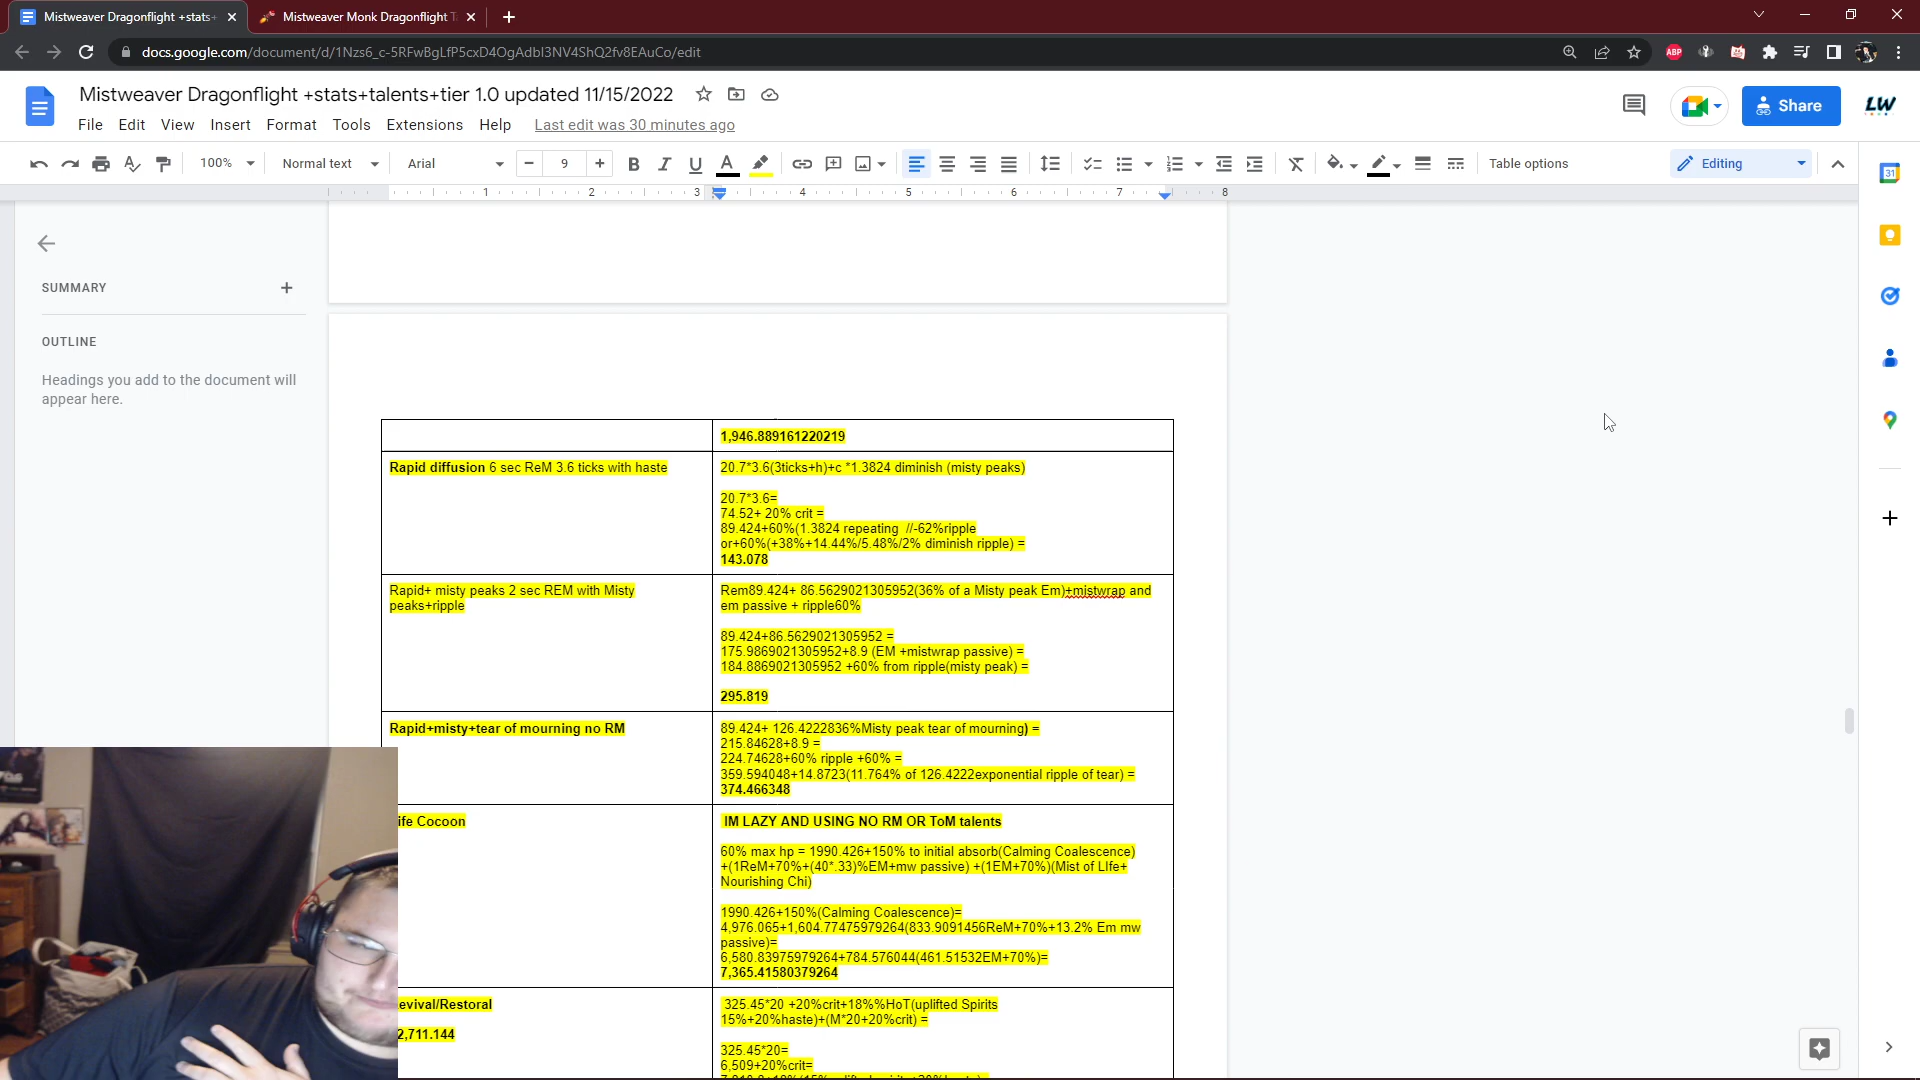 Mistweaver Dragonflight +stats+
Mistweaver Monk Dragonflight T
docs.google.com/document/d/1Nzs6_c-5RFwBgLfP5cxD4OgAdbI3NV4ShQ2fv8EAuCo/edit
ABP
Mistweaver Dragonflight +stats+talents+tier 1.0 updated 11/15/2022
File Edit View Insert Format Tools Extensions Help Last edit was 30 minutes ago
Share
LW
100% Normal text Arial 9 B I U A Table options Editing
31
1 2 3 4 5 6 7 8
SUMMARY
OUTLINE
Headings you add to the document will
appear here.
1,946.889161220219
Rapid diffusion 6 sec ReM 3.6 ticks with haste
20.7*3.6(3ticks+h)+c *1.3824 diminish (misty peaks)
20.7*3.6=
74.52+ 20% crit =
89.424+60%(1.3824 repeating //-62%ripple
or+60%(+38%+14.44%/5.48%/2% diminish ripple) =
143.078
Rapid+ misty peaks 2 sec REM with Misty
peaks+ripple
Rem89.424+ 86.5629021305952(36% of a Misty peak Em)+mistwrap and
em passive + ripple60%
89.424+86.5629021305952 =
175.9869021305952+8.9 (EM +mistwrap passive) =
184.8869021305952 +60% from ripple(misty peak) =
295.819
Rapid+misty+tear of mourning no RM
89.424+ 126.4222836%Misty peak tear of mourning) =
215.84628+8.9 =
224.74628+60% ripple +60% =
359.594048+14.8723(11.764% of 126.4222exponential ripple of tear) =
374.466348
ife Cocoon
IM LAZY AND USING NO RM OR ToM talents
60% max hp = 1990.426+150% to initial absorb(Calming Coalescence)
+(1ReM+70%+(40*.33)%EM+mw passive) +(1EM+70%)(Mist of LIfe+
Nourishing Chi)
1990.426+150%(Calming Coalescence)=
4,976.065+1,604.77475979264(833.9091456ReM+70%+13.2% Em mw
passive)=
6,580.83975979264+784.576044(461.51532EM+70%)=
7,365.41580379264
evival/Restoral
2,711.144
325.45*20 +20%crit+18%%HoT(uplifted Spirits
15%+20%haste)+(M*20+20%crit) =
325.45*20=
6,509+20%crit=